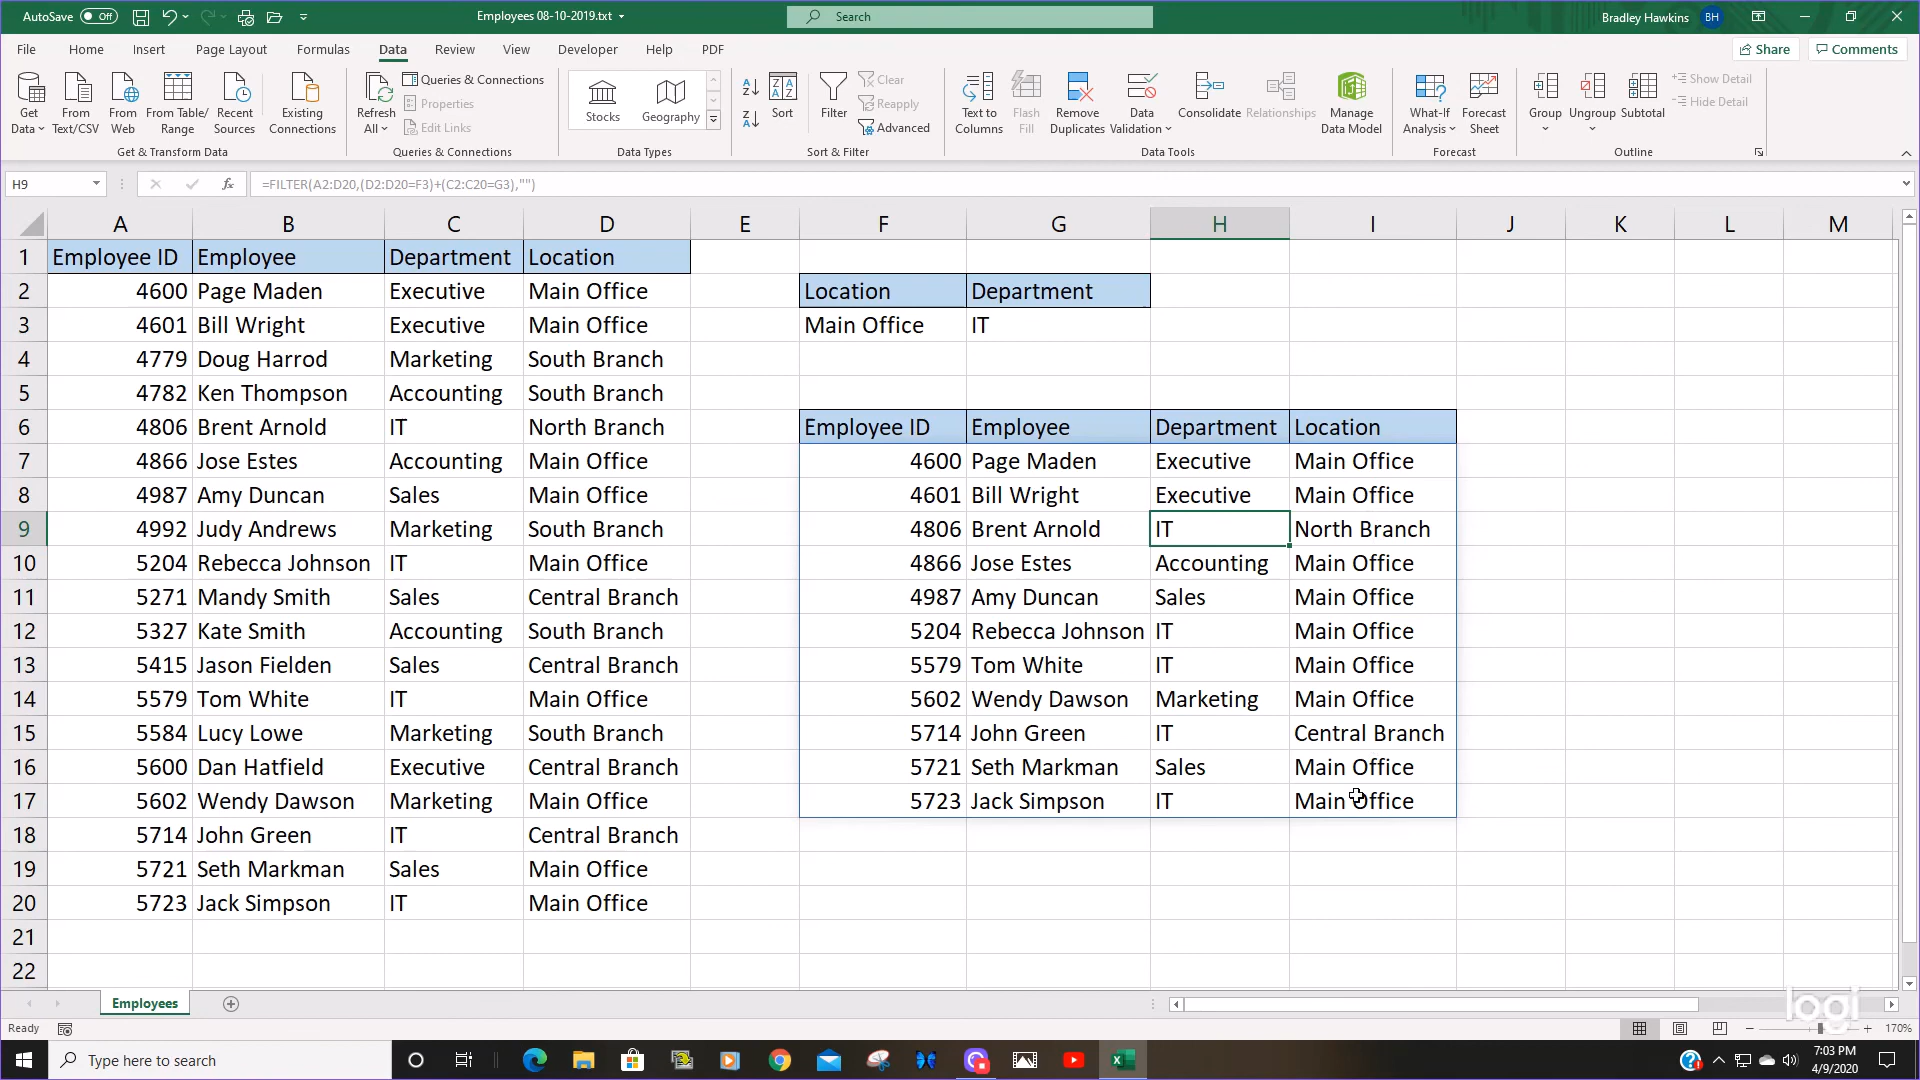 AutoSave Off Employees 08-10-2019.txt Search Bradley Hawkins BH
File Home Insert Page Layout Formulas Data Review View Developer Help PDF Share Comments
Get Data From Text/CSV From Web From Table/ Range Recent Sources Existing Connections
Get & Transform Data
Refresh All Queries & Connections Properties Edit Links
Queries & Connections
Stocks Geography
Data Types
Sort Filter Clear Reapply Advanced
Sort & Filter
Text to Columns Flash Fill Remove Duplicates Data Validation Consolidate Relationships Manage Data Model
Data Tools
What-If Analysis Forecast Sheet
Forecast
Group Ungroup Subtotal Show Detail Hide Detail
Outline
H9 fx =FILTER(A2:D20,(D2:D20=F3)+(C2:C20=G3),"")
A B C D E F G H I J K L M
1 Employee ID Employee Department Location
2 4600 Page Maden Executive Main Office Location Department
3 4601 Bill Wright Executive Main Office Main Office IT
4 4779 Doug Harrod Marketing South Branch
5 4782 Ken Thompson Accounting South Branch
6 4806 Brent Arnold IT North Branch Employee ID Employee Department Location
7 4866 Jose Estes Accounting Main Office 4600 Page Maden Executive Main Office
8 4987 Amy Duncan Sales Main Office 4601 Bill Wright Executive Main Office
9 4992 Judy Andrews Marketing South Branch 4806 Brent Arnold IT North Branch
10 5204 Rebecca Johnson IT Main Office 4866 Jose Estes Accounting Main Office
11 5271 Mandy Smith Sales Central Branch 4987 Amy Duncan Sales Main Office
12 5327 Kate Smith Accounting South Branch 5204 Rebecca Johnson IT Main Office
13 5415 Jason Fielden Sales Central Branch 5579 Tom White IT Main Office
14 5579 Tom White IT Main Office 5602 Wendy Dawson Marketing Main Office
15 5584 Lucy Lowe Marketing South Branch 5714 John Green IT Central Branch
16 5600 Dan Hatfield Executive Central Branch 5721 Seth Markman Sales Main Office
17 5602 Wendy Dawson Marketing Main Office 5723 Jack Simpson IT Main Office
18 5714 John Green IT Central Branch
19 5721 Seth Markman Sales Main Office
20 5723 Jack Simpson IT Main Office
21
22
Employees
logi
Ready 170%
Type here to search 7:03 PM
4/9/2020